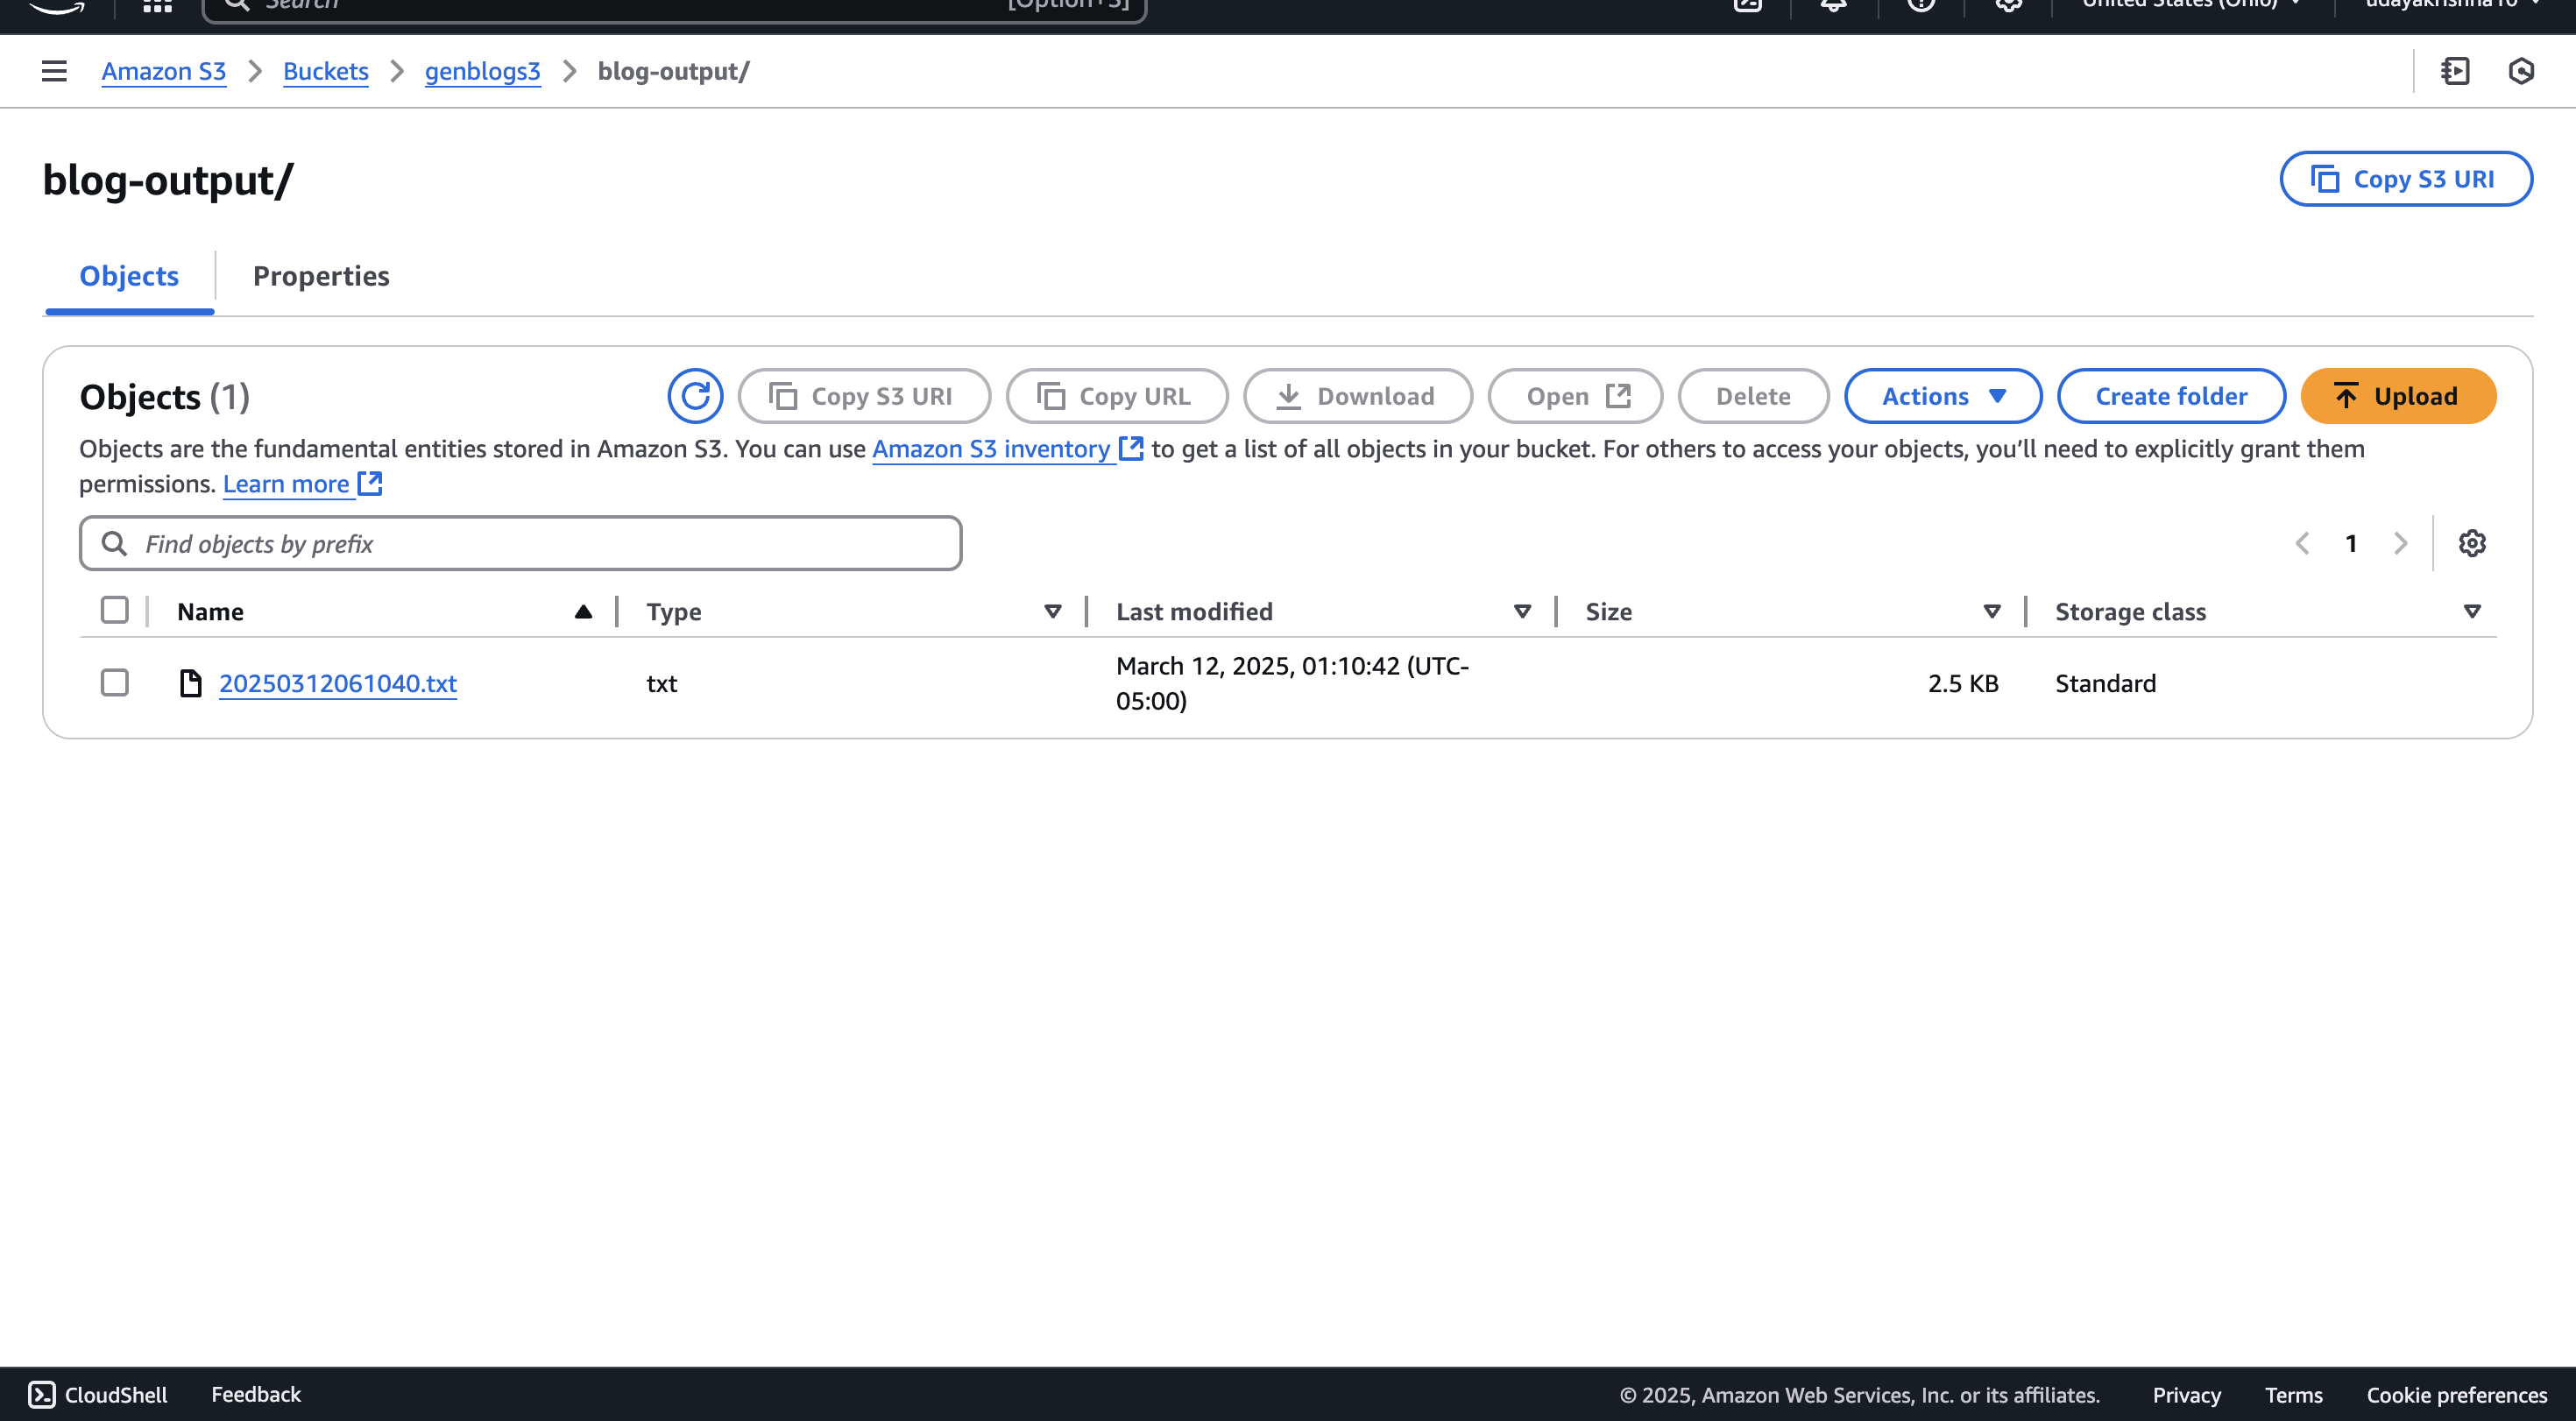 Search [Option+S] United States (Ohio) udayakrishna10
Amazon S3 Buckets genblogs3 blog-output/
blog-output/
Copy S3 URI
Objects Properties
Objects (1)
Copy S3 URI Copy URL Download Open Delete Actions Create folder Upload
Objects are the fundamental entities stored in Amazon S3. You can use Amazon S3 inventory to get a list of all objects in your bucket. For others to access your objects, you’ll need to explicitly grant them
permissions. Learn more
Find objects by prefix
1
Name Type Last modified Size Storage class
20250312061040.txt txt March 12, 2025, 01:10:42 (UTC-
05:00) 2.5 KB Standard
CloudShell Feedback © 2025, Amazon Web Services, Inc. or its affiliates. Privacy Terms Cookie preferences